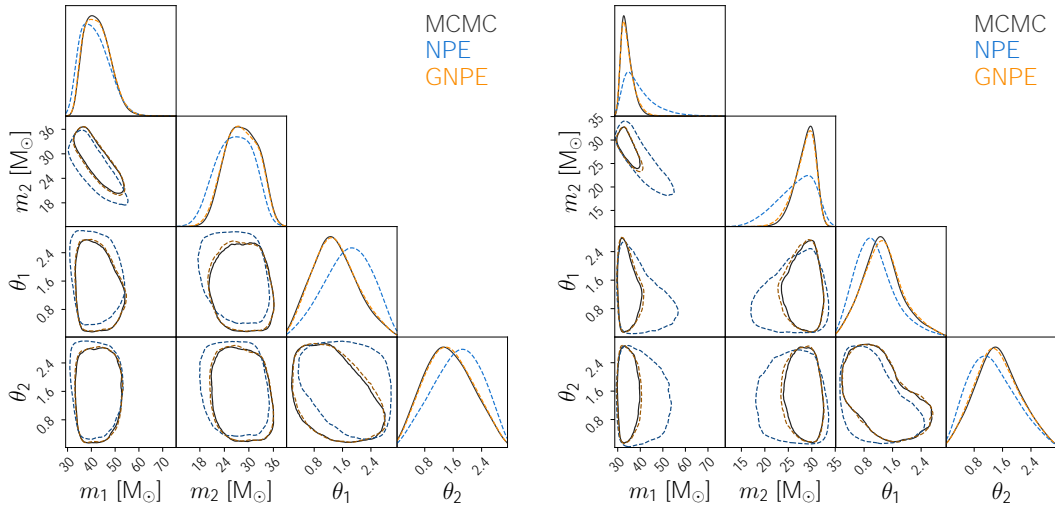 MCMC
NPE
GNPE
m₂ [M⊙]
36
30
24
18
θ₁
2.4
1.6
0.8
θ₂
2.4
1.6
0.8
30 40 50 60 70
18 24 30 36
0.8 1.6 2.4
0.8 1.6 2.4
m₁ [M⊙] m₂ [M⊙] θ₁ θ₂
MCMC
NPE
GNPE
m₂ [M⊙]
35
30
25
20
15
θ₁
2.4
1.6
0.8
θ₂
2.4
1.6
0.8
30 40 50 60 70
15 20 25 30 35
0.8 1.6 2.4
0.8 1.6 2.4
m₁ [M⊙] m₂ [M⊙] θ₁ θ₂